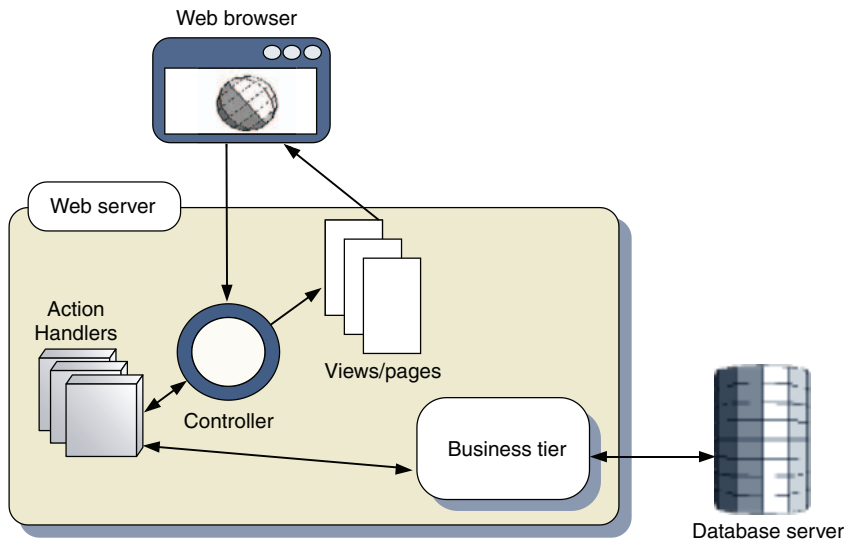 Web browser
Web server
Action
Handlers
Views/pages
Controller
Business tier
Database server